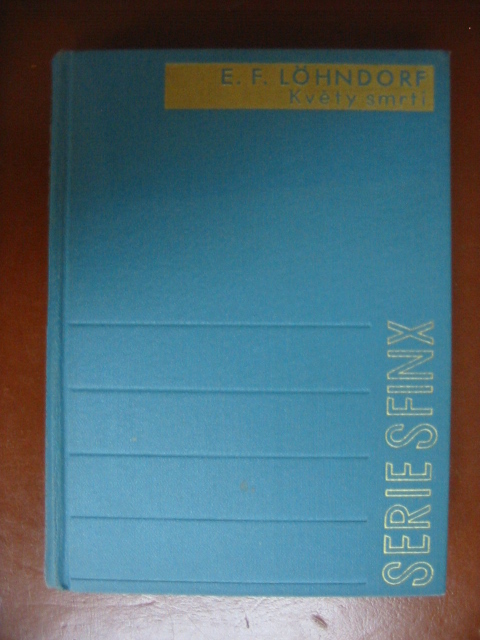 E. F. LÖHNDORF
Květy smrti
SERIE SFINX